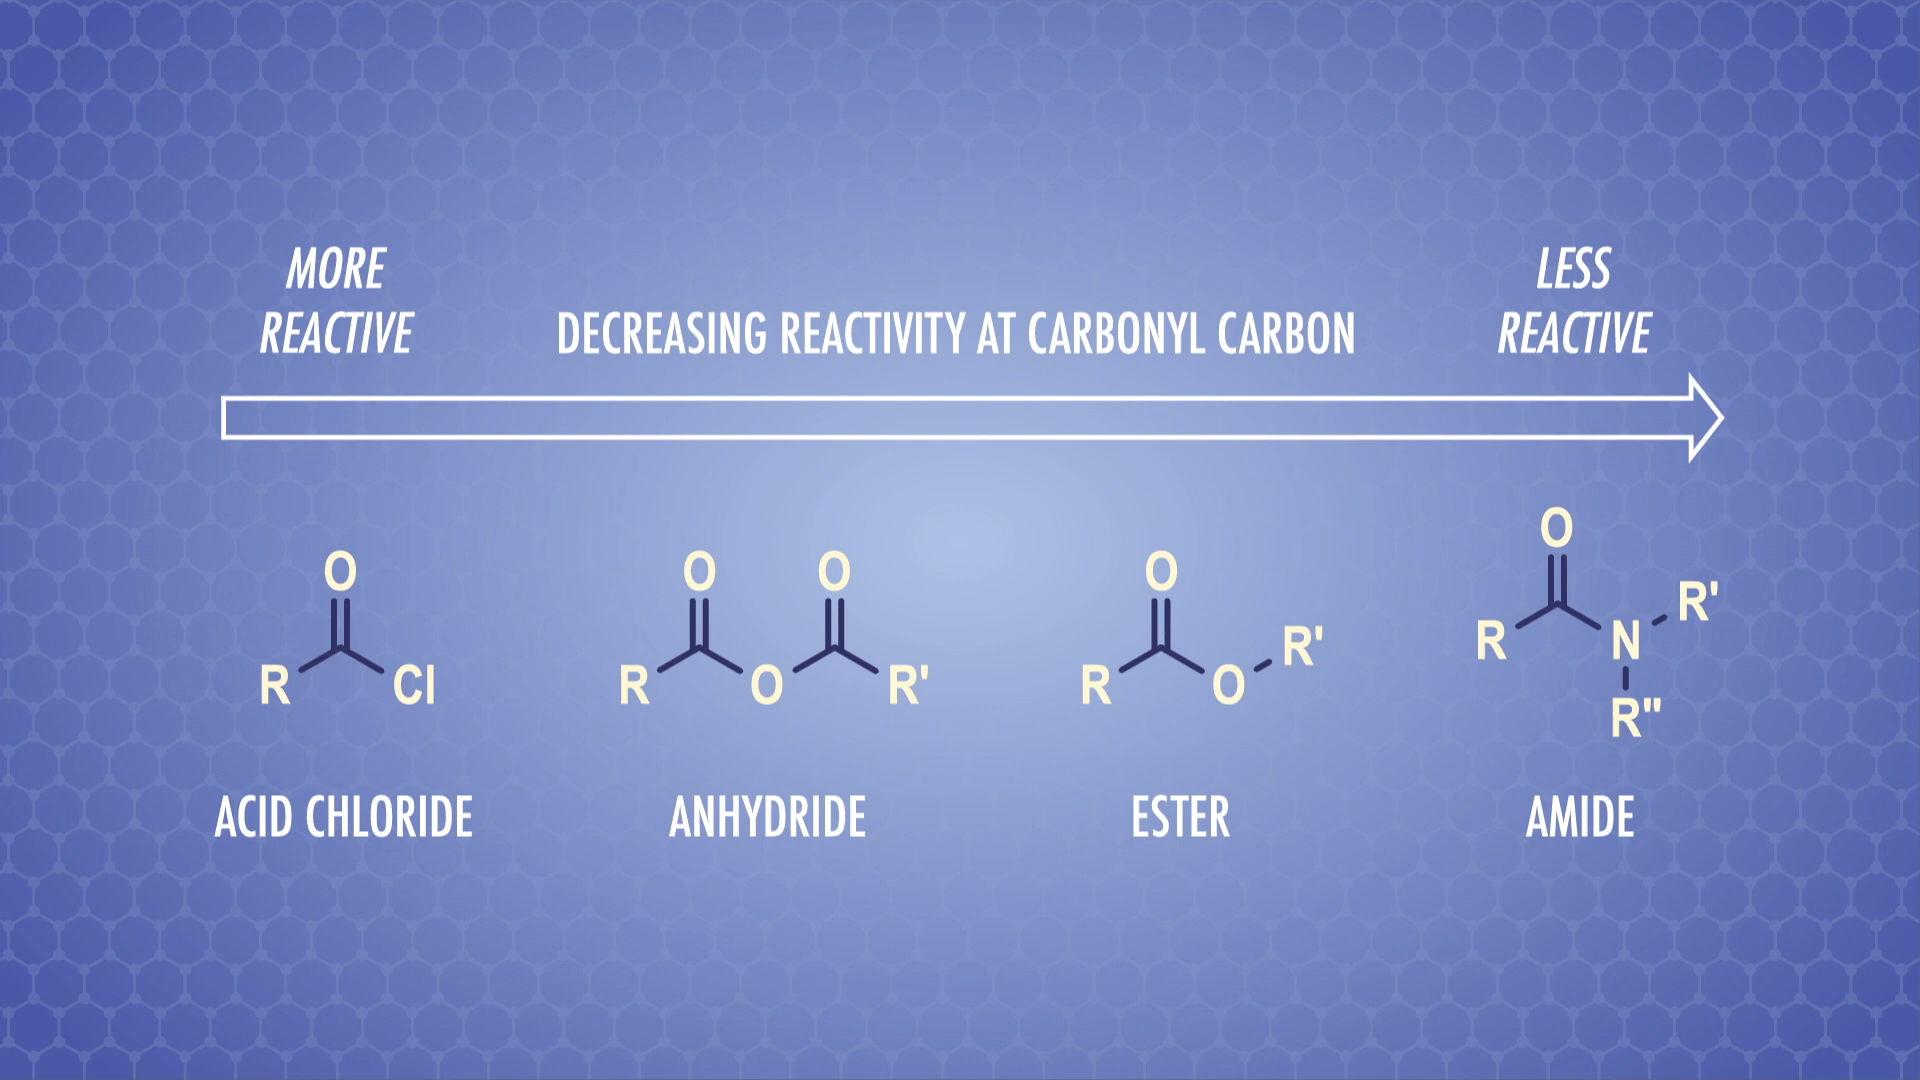 MORE
REACTIVE
DECREASING REACTIVITY AT CARBONYL CARBON
LESS
REACTIVE
O
R
Cl
O
O
R
O
R'
O
R
O
R'
O
R
N
R'
R"
ACID CHLORIDE
ANHYDRIDE
ESTER
AMIDE